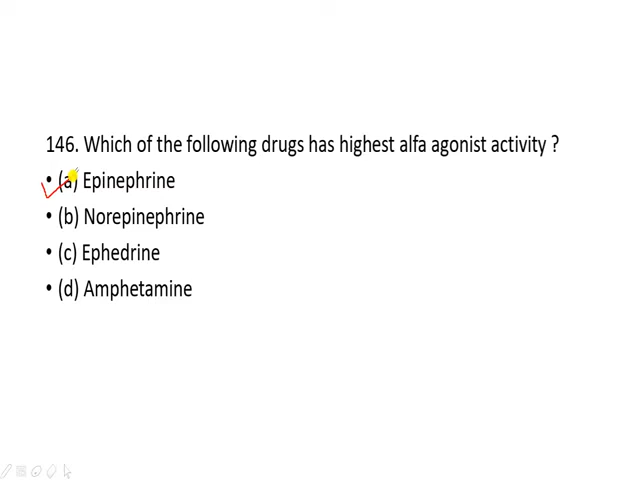 146. Which of the following drugs has highest alfa agonist activity ?
• (a) Epinephrine
• (b) Norepinephrine
• (c) Ephedrine
• (d) Amphetamine